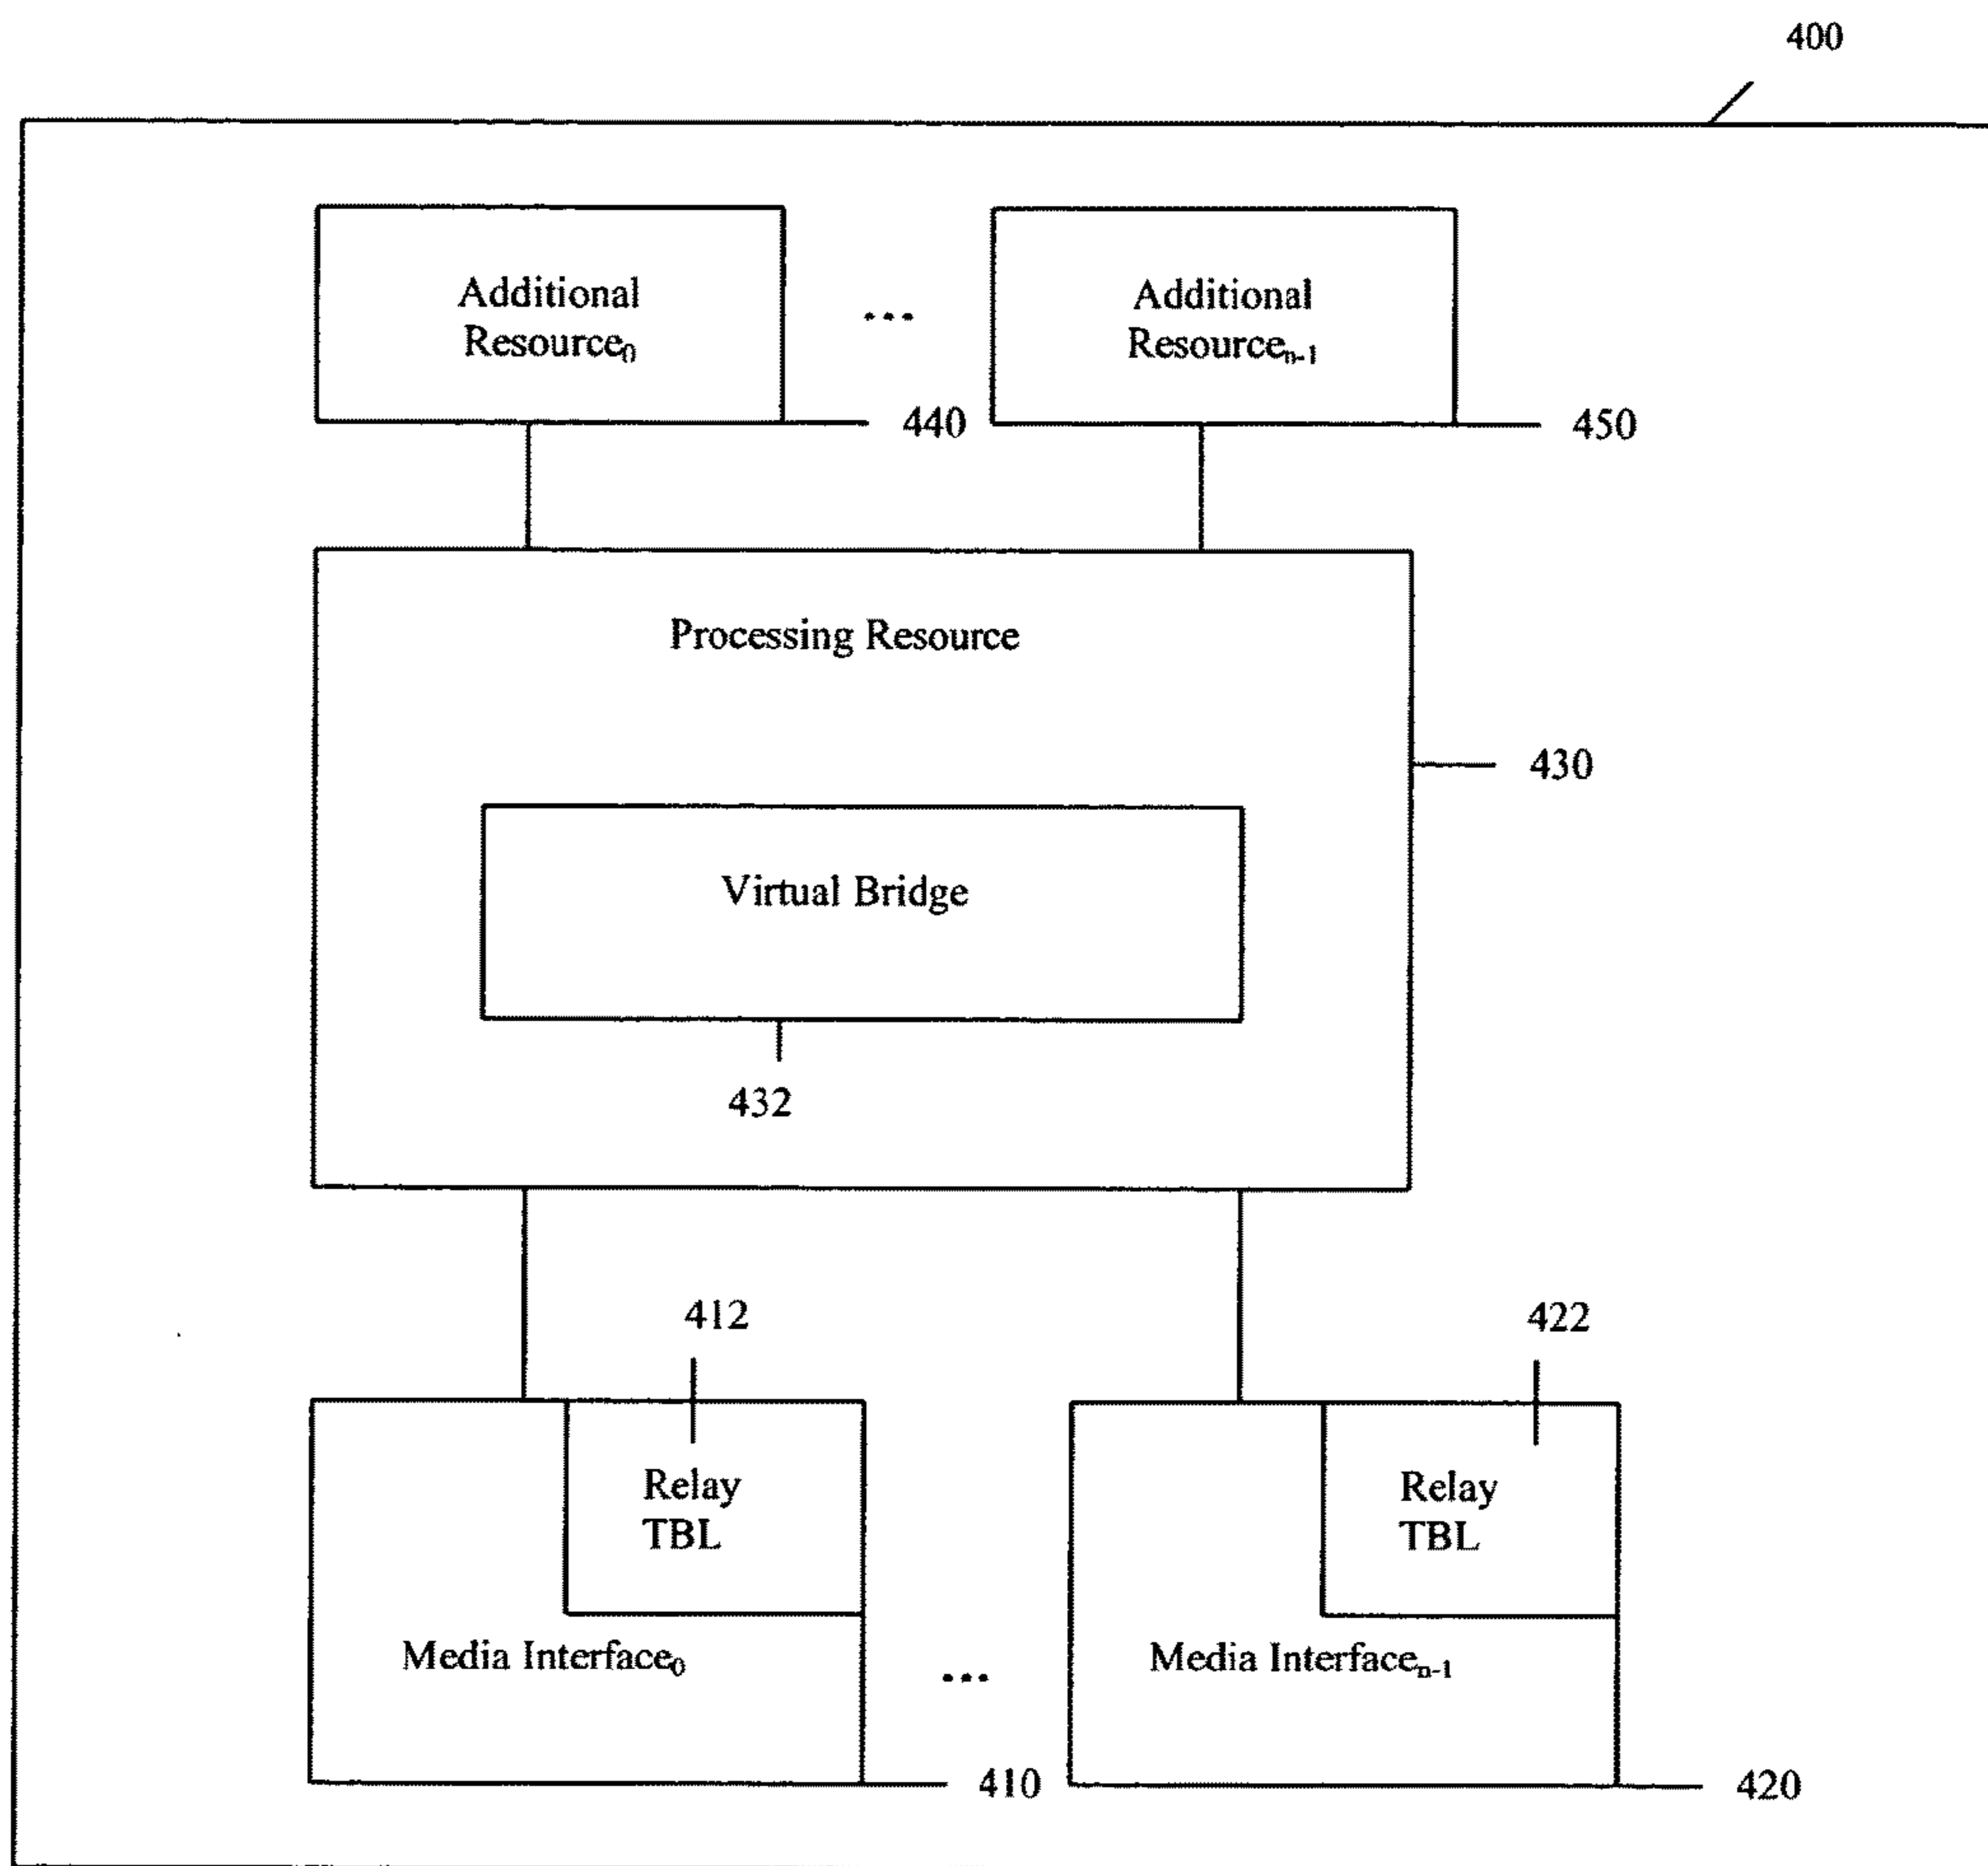 400
Additional
Resource₀
...
Additional
Resourceₙ₋₁
440
450
Processing Resource
430
Virtual Bridge
432
412
422
Relay
TBL
Relay
TBL
Media Interface₀
...
Media Interfaceₙ₋₁
410
420